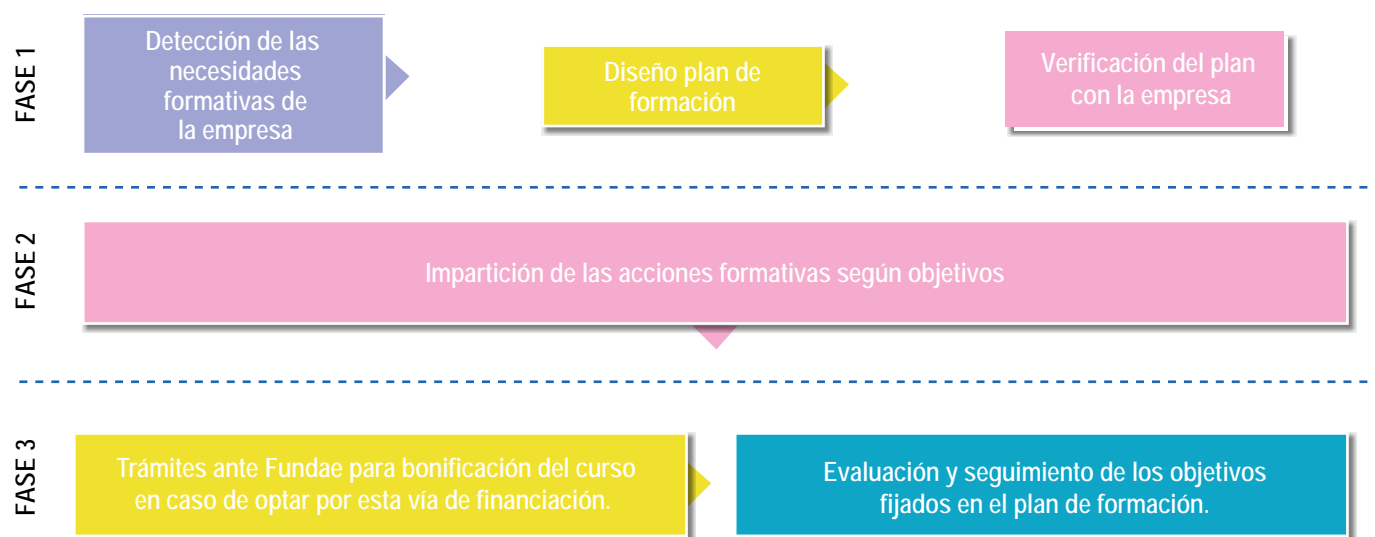 FASE 1
Detección de las
necesidades
formativas de
la empresa
Diseño plan de
formación
Verificación del plan
con la empresa
FASE 2
Impartición de las acciones formativas según objetivos
FASE 3
Trámites ante Fundae para bonificación del curso
en caso de optar por esta vía de financiación.
Evaluación y seguimiento de los objetivos
fijados en el plan de formación.